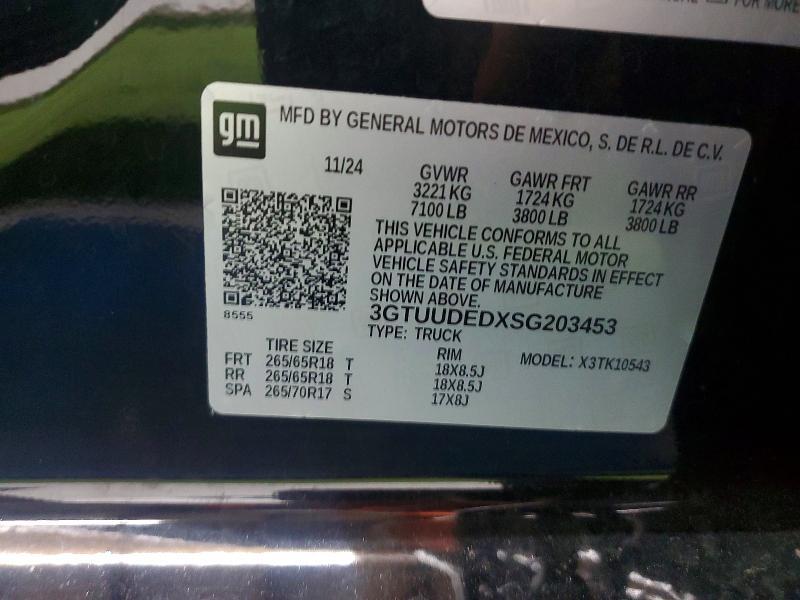 FOR MORE
gm
MFD BY GENERAL MOTORS DE MEXICO, S. DE R.L. DE C.V.
11/24
GVWR GAWR FRT GAWR RR
3221 KG 1724 KG 1724 KG
7100 LB 3800 LB 3800 LB
THIS VEHICLE CONFORMS TO ALL
APPLICABLE U.S. FEDERAL MOTOR
VEHICLE SAFETY STANDARDS IN EFFECT
ON THE DATE OF MANUFACTURE
SHOWN ABOVE.
3GTUUDEDXSG203453
8555
TYPE: TRUCK
TIRE SIZE RIM MODEL: X3TK10543
FRT 265/65R18 T 18X8.5J
RR 265/65R18 T 18X8.5J
SPA 265/70R17 S 17X8J